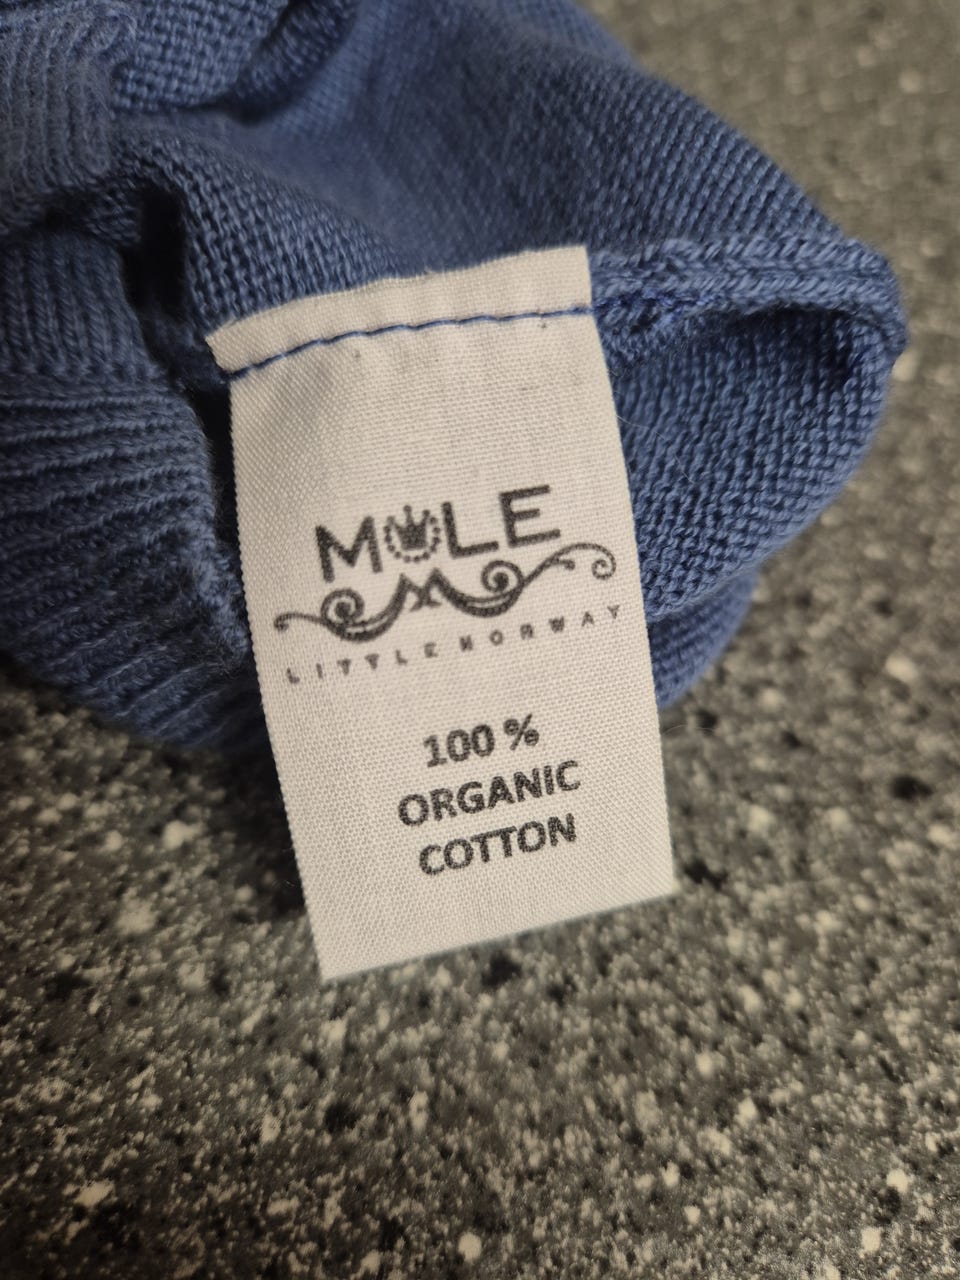 MOLE
LITTLE NORWAY
100 %
ORGANIC
COTTON